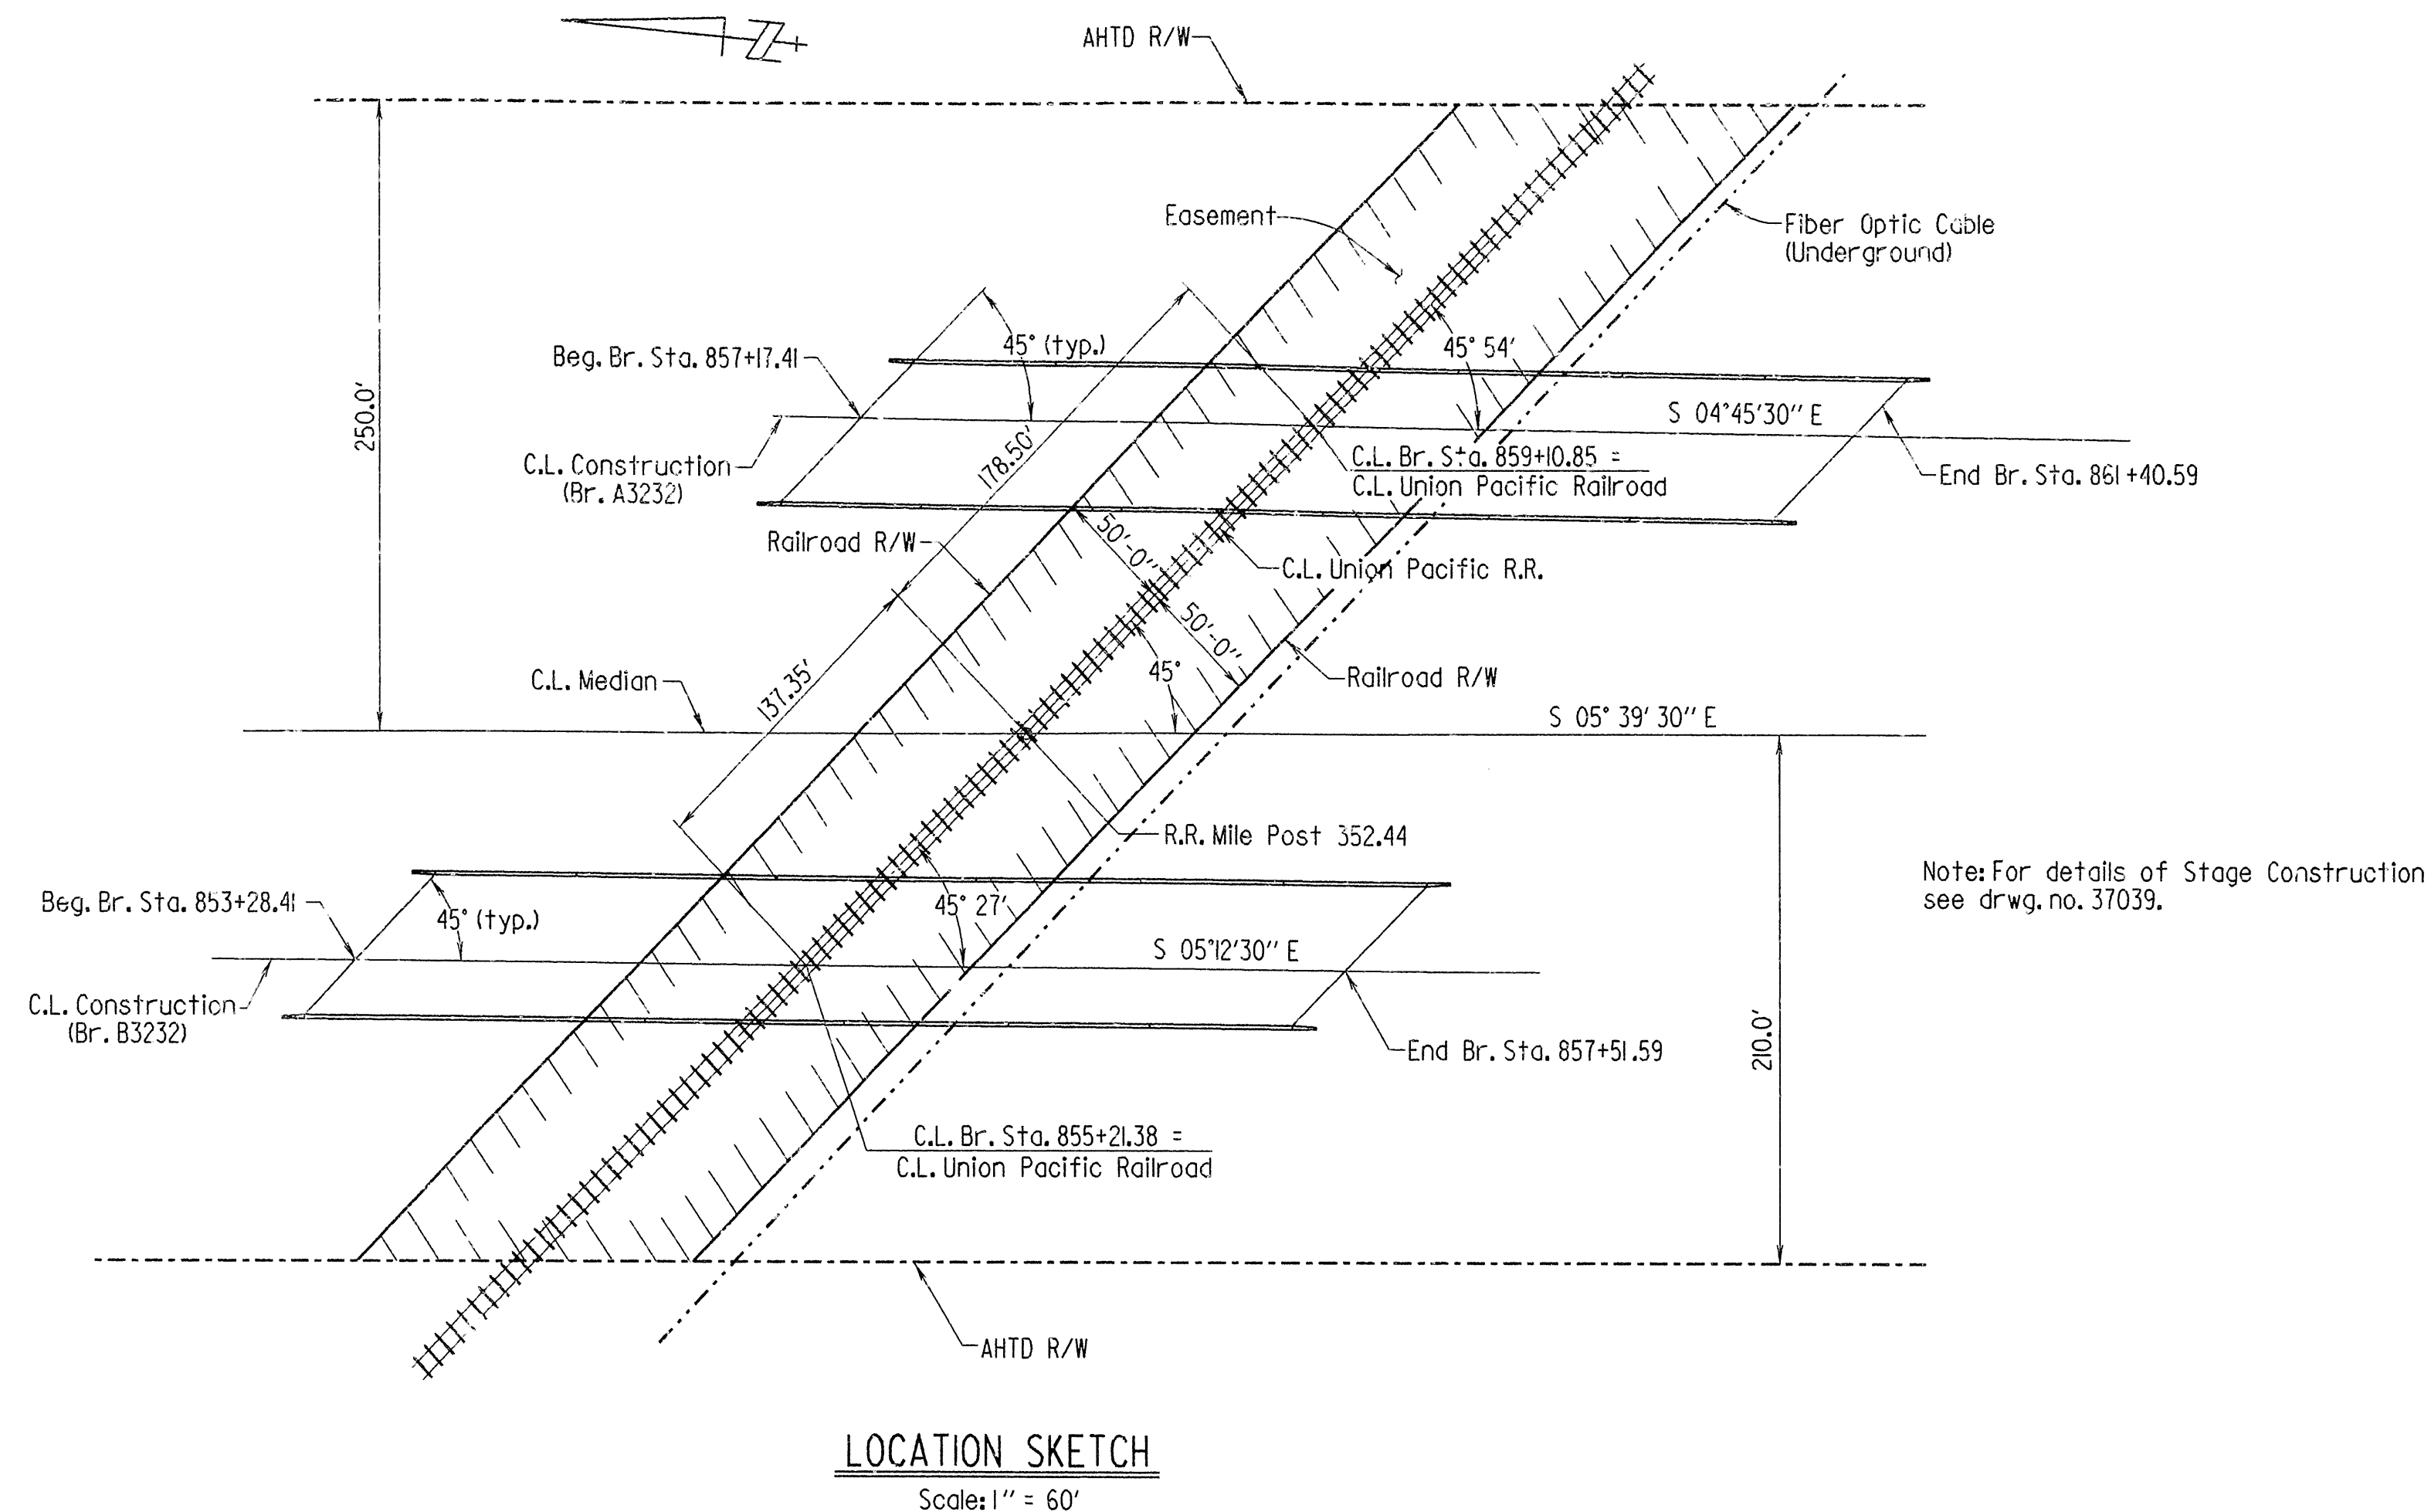 AHTD R/W
Easement
Fiber Optic Cable
(Underground)
Beg. Br. Sta. 857+17.41
45° (typ.)
45° 54'
250.0'
S 04°45'30" E
C.L. Construction
(Br. A3232)
178.50'
C.L. Br. Sta. 859+10.85 =
C.L. Union Pacific Railroad
End Br. Sta. 861+40.59
Railroad R/W
50'-0"
C.L. Union Pacific R.R.
50'-0"
137.35'
45°
C.L. Median
Railroad R/W
S 05° 39' 30" E
R.R. Mile Post 352.44
Note: For details of Stage Construction
see drwg. no. 37039.
Beg. Br. Sta. 853+28.41
45° (typ.)
45° 27'
S 05°12'30" E
C.L. Construction
(Br. B3232)
End Br. Sta. 857+51.59
210.0'
C.L. Br. Sta. 855+21.38 =
C.L. Union Pacific Railroad
AHTD R/W
LOCATION SKETCH
Scale: 1" = 60'